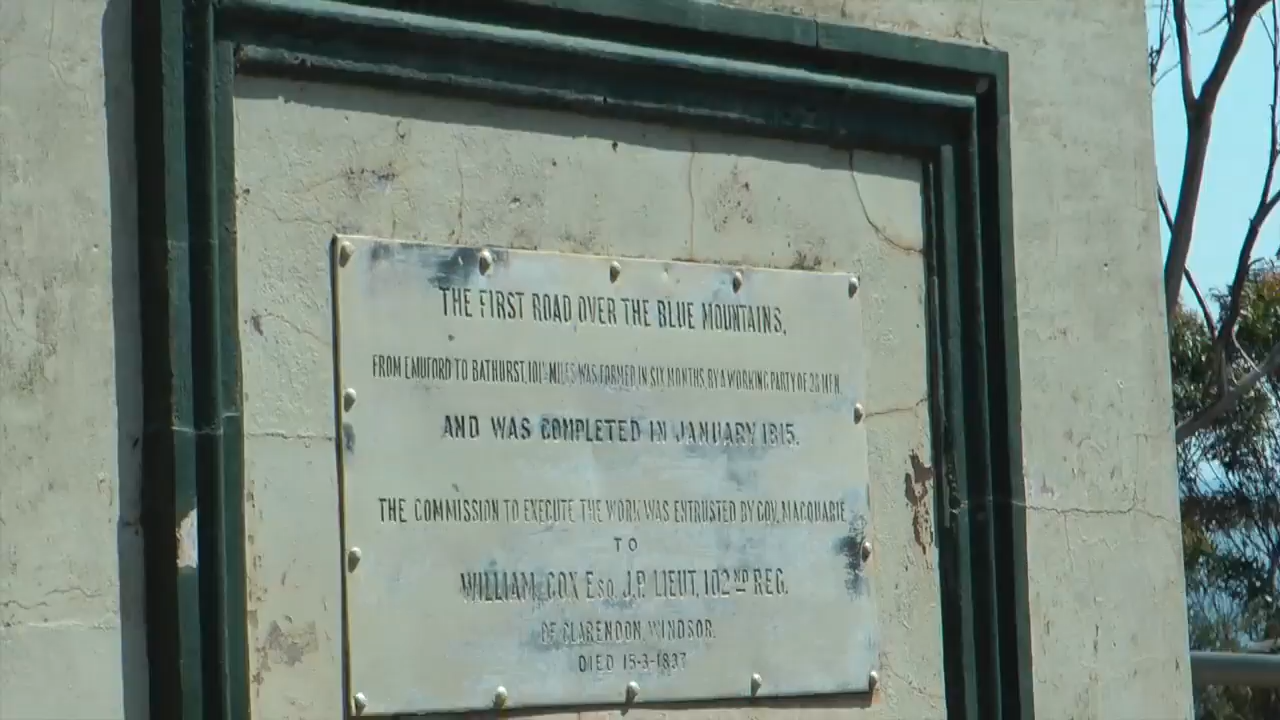 THE FIRST ROAD OVER THE BLUE MOUNTAINS,
FROM EMUFORD TO BATHURST, 101½ MILES WAS FORMED IN SIX MONTHS BY A WORKING PARTY OF 28 MEN.
AND WAS COMPLETED IN JANUARY 1815.
THE COMMISSION TO EXECUTE THE WORK WAS ENTRUSTED BY GOV. MACQUARIE
TO
WILLIAM COX ESQ. J.P. LIEUT, 102ND REG.
OF CLARENDON, WINDSOR.
DIED 15-3-1837